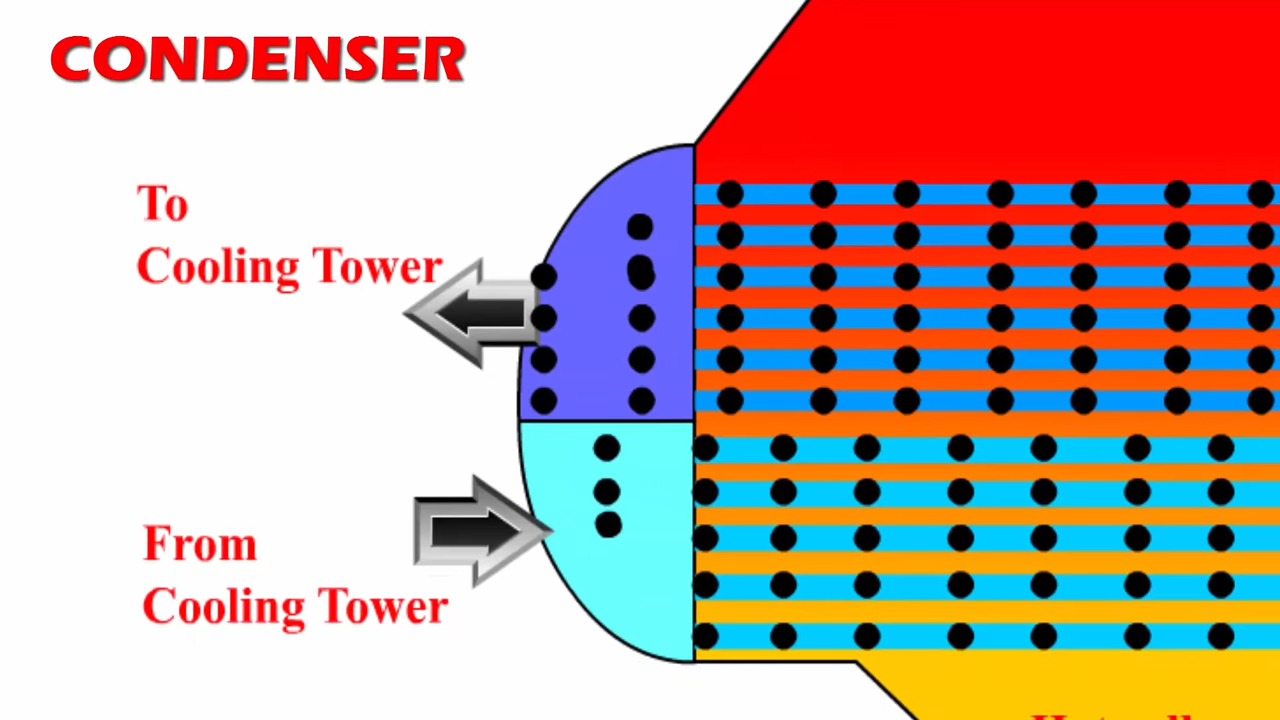 CONDENSER
To
Cooling Tower
From
Cooling Tower